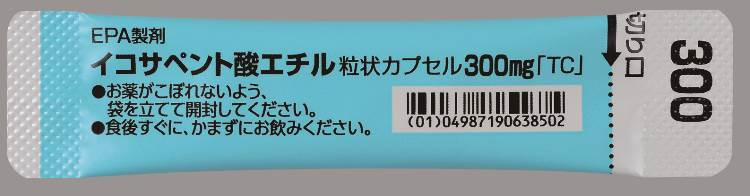 EPA製剤
イコサペント酸エチル粒状カプセル300mg「TC」
●お薬がこぼれないよう、
袋を立てて開封してください。
●食後すぐに、かまずにお飲みください。
(01)04987190638502
切り口
300